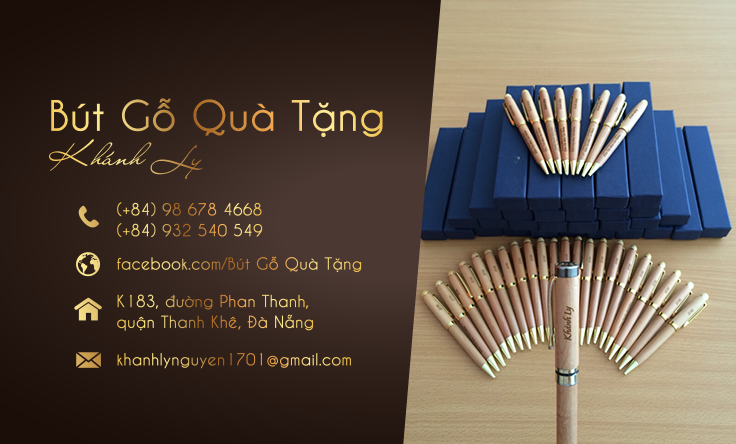 Bút Gỗ Quà Tặng
Khánh Ly
(+84) 98 678 4668
(+84) 932 540 549
facebook.com/Bút Gỗ Quà Tặng
K183, đường Phan Thanh,
quận Thanh Khê, Đà Nẵng
khanhlynguyen1701@gmail.com
Khánh Ly